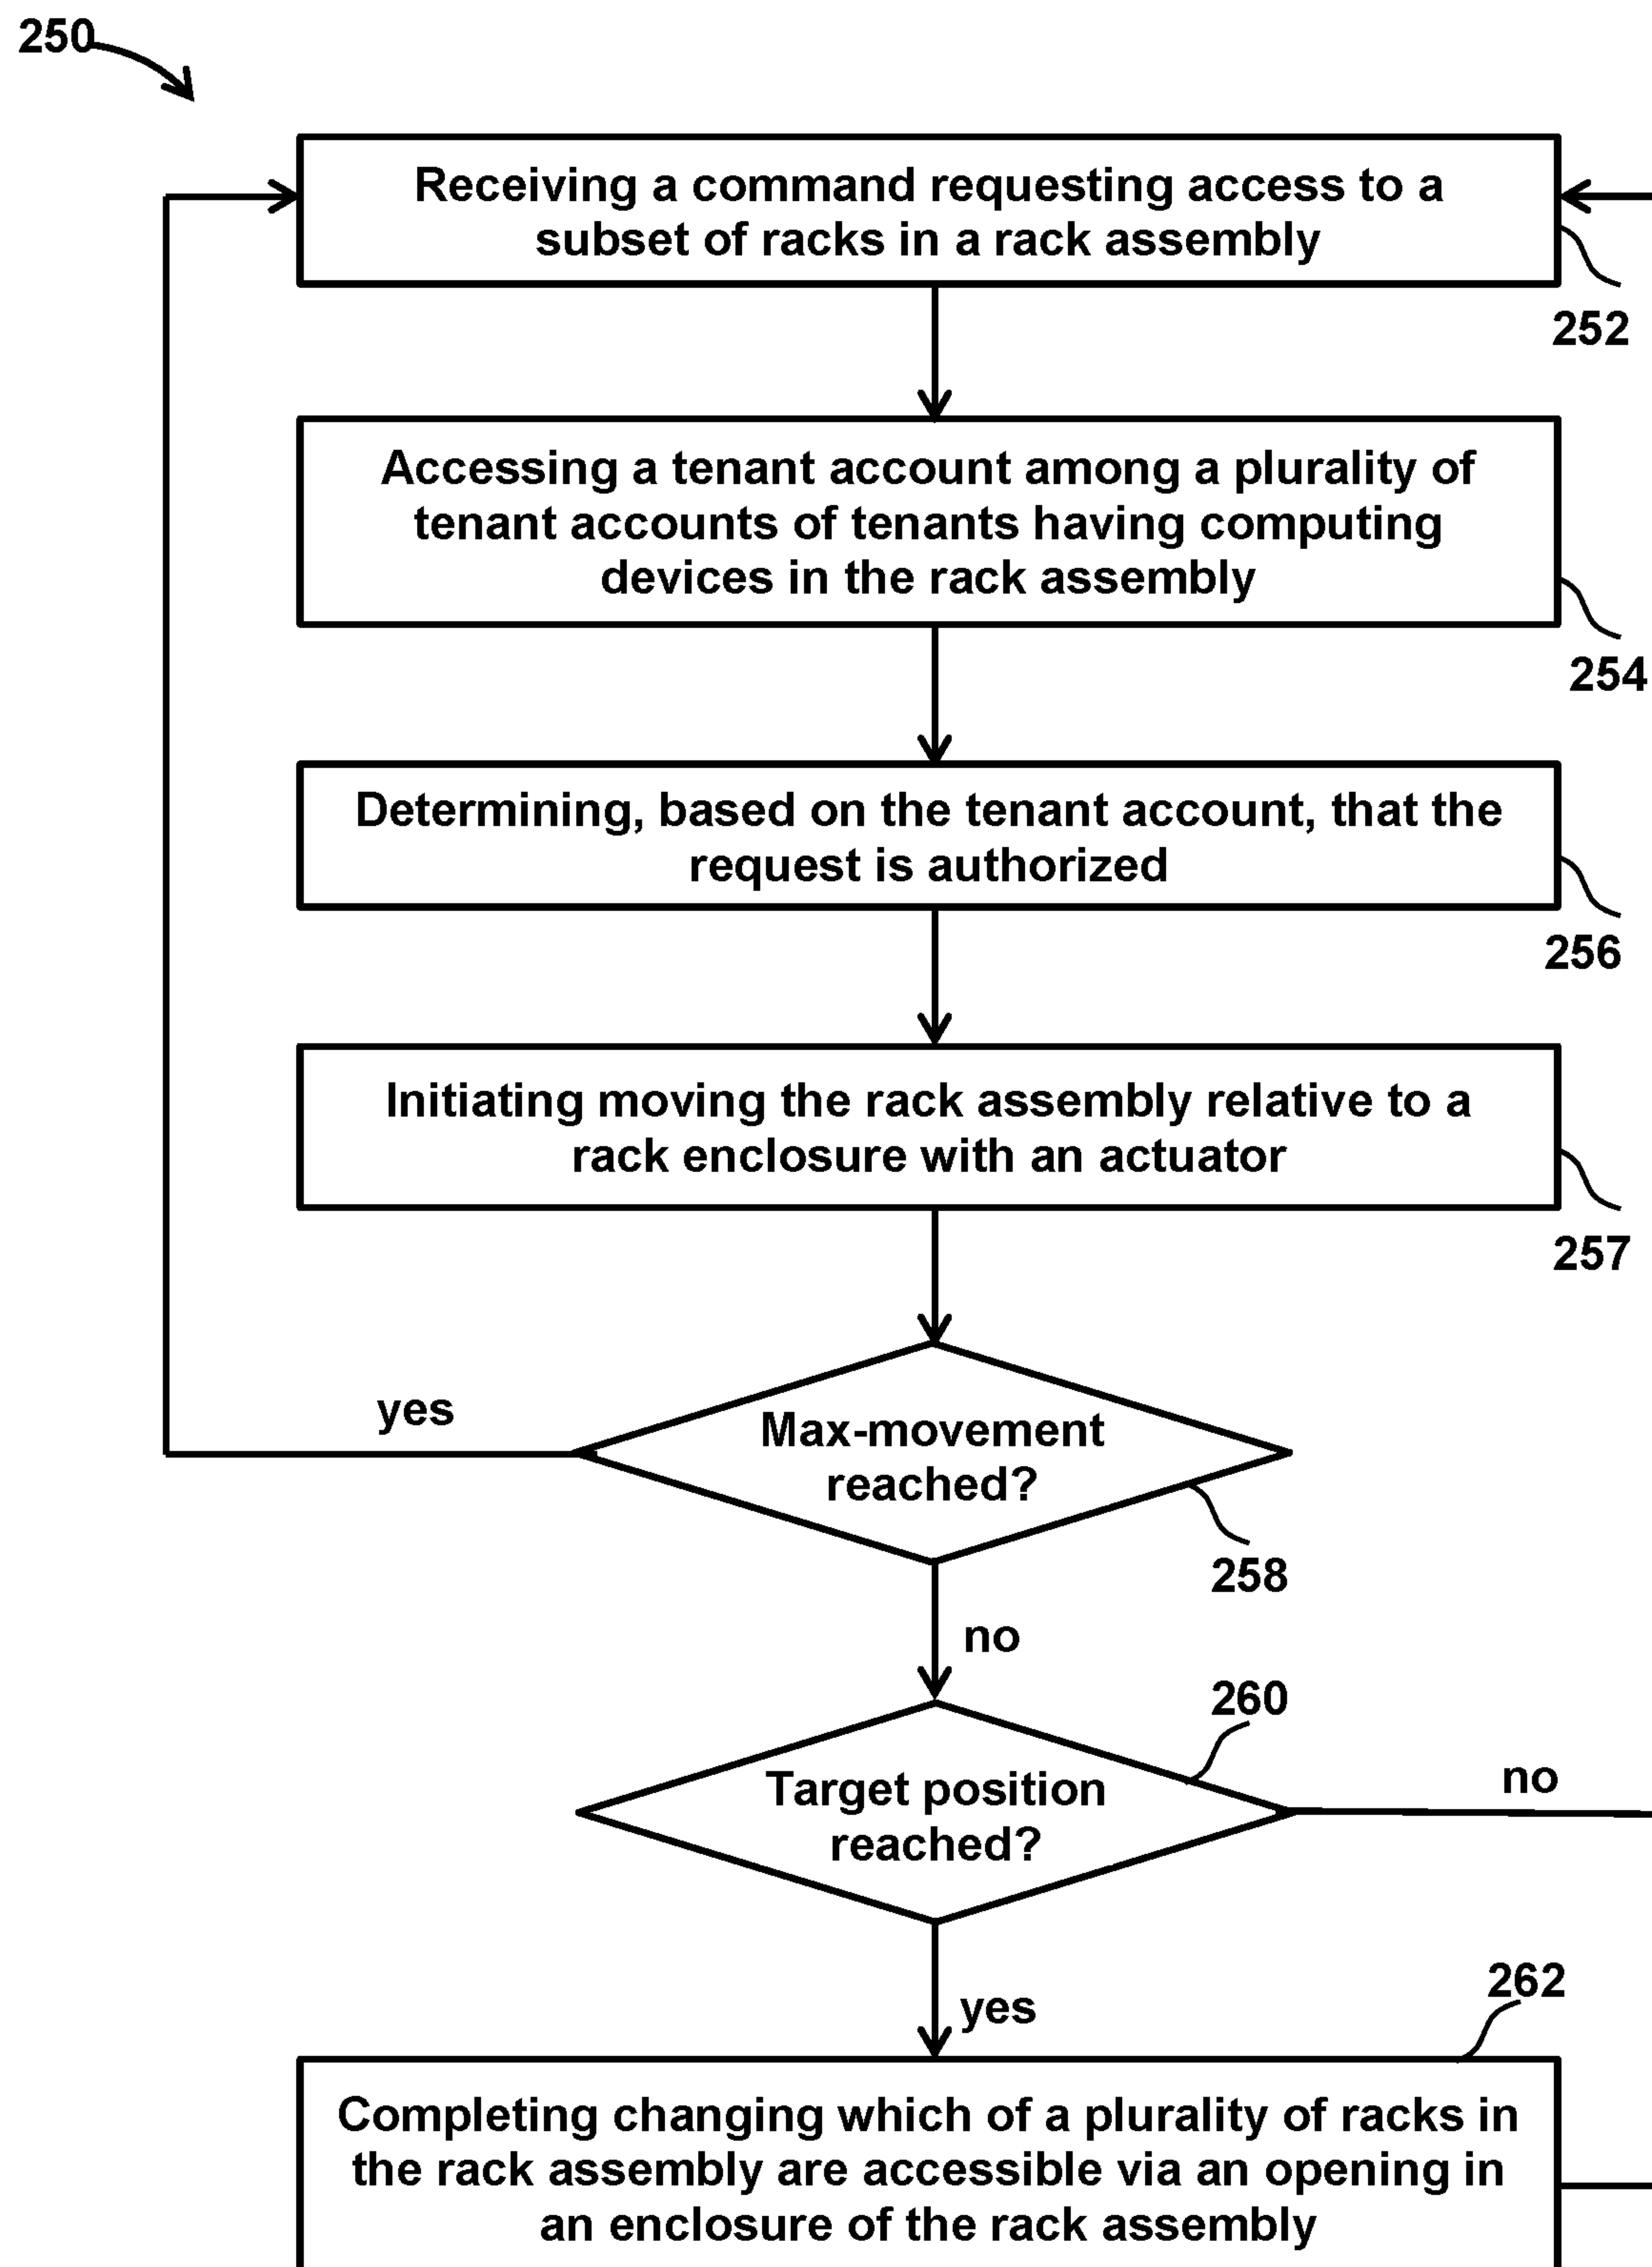 250
Receiving a command requesting access to a
subset of racks in a rack assembly
252
Accessing a tenant account among a plurality of
tenant accounts of tenants having computing
devices in the rack assembly
254
Determining, based on the tenant account, that the
request is authorized
256
Initiating moving the rack assembly relative to a
rack enclosure with an actuator
257
yes
Max-movement
reached?
258
no
260
Target position
reached?
no
yes
262
Completing changing which of a plurality of racks in
the rack assembly are accessible via an opening in
an enclosure of the rack assembly